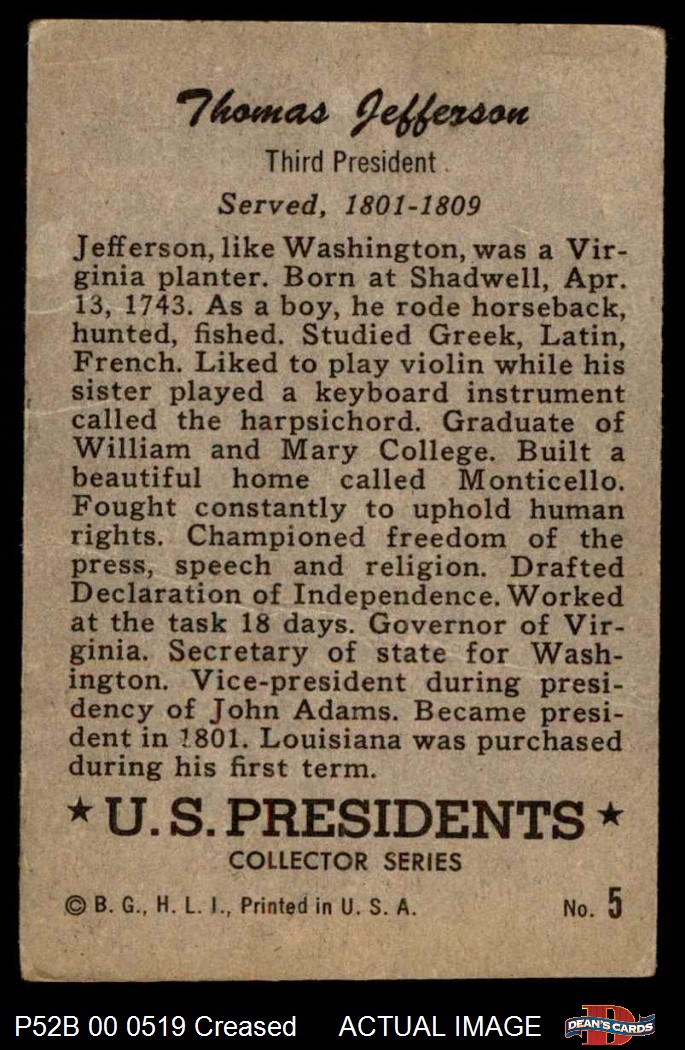 Thomas Jefferson
Third President
Served, 1801-1809
Jefferson, like Washington, was a Vir-
ginia planter. Born at Shadwell, Apr.
13, 1743. As a boy, he rode horseback,
hunted, fished. Studied Greek, Latin,
French. Liked to play violin while his
sister played a keyboard instrument
called the harpsichord. Graduate of
William and Mary College. Built a
beautiful home called Monticello.
Fought constantly to uphold human
rights. Championed freedom of the
press, speech and religion. Drafted
Declaration of Independence. Worked
at the task 18 days. Governor of Vir-
ginia. Secretary of state for Wash-
ington. Vice-president during presi-
dency of John Adams. Became presi-
dent in 1801. Louisiana was purchased
during his first term.
★ U.S. PRESIDENTS ★
COLLECTOR SERIES
© B. G., H. L. I., Printed in U. S. A. No. 5
P52B 00 0519 Creased ACTUAL IMAGE D DEAN'S CARDS